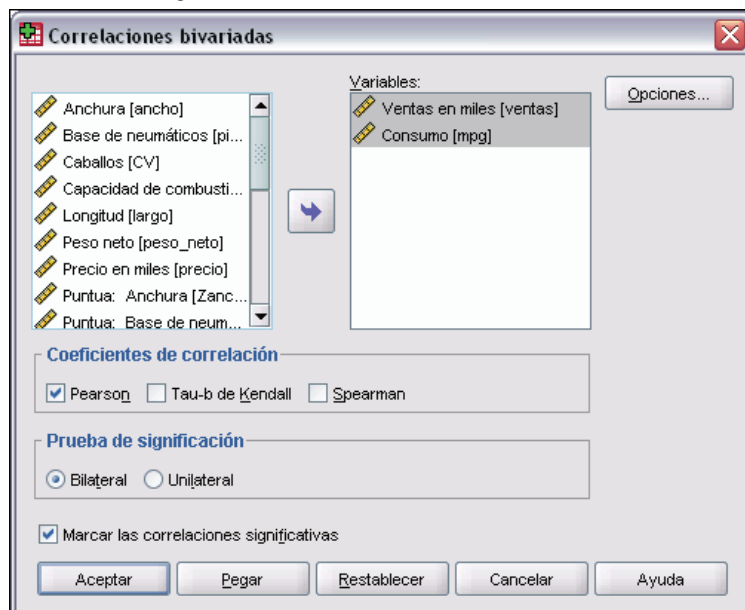 Correlaciones bivariadas
Variables:
Anchura [ancho]
Base de neumáticos [pi...
Caballos [CV]
Capacidad de combusti...
Longitud [largo]
Peso neto [peso_neto]
Precio en miles [precio]
Puntua: Anchura [Zanc...
Puntua: Base de neum...
Ventas en miles [ventas]
Consumo [mpg]
Opciones...
Coeficientes de correlación
Pearson Tau-b de Kendall Spearman
Prueba de significación
Bilateral Unilateral
Marcar las correlaciones significativas
Aceptar Pegar Restablecer Cancelar Ayuda